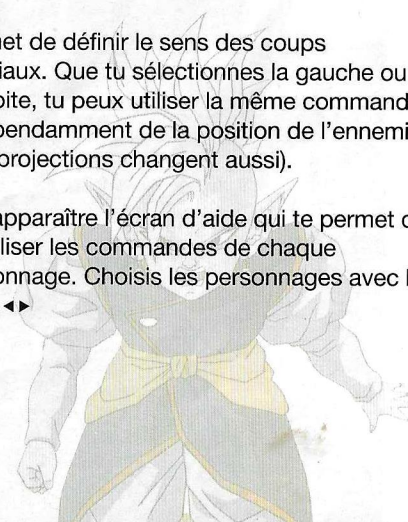 et de définir le sens des coups
iaux. Que tu sélectionnes la gauche ou
oite, tu peux utiliser la même command
pendamment de la position de l'ennemi
projections changent aussi).
apparaître l'écran d'aide qui te permet d
liser les commandes de chaque
onnage. Choisis les personnages avec l
◄►